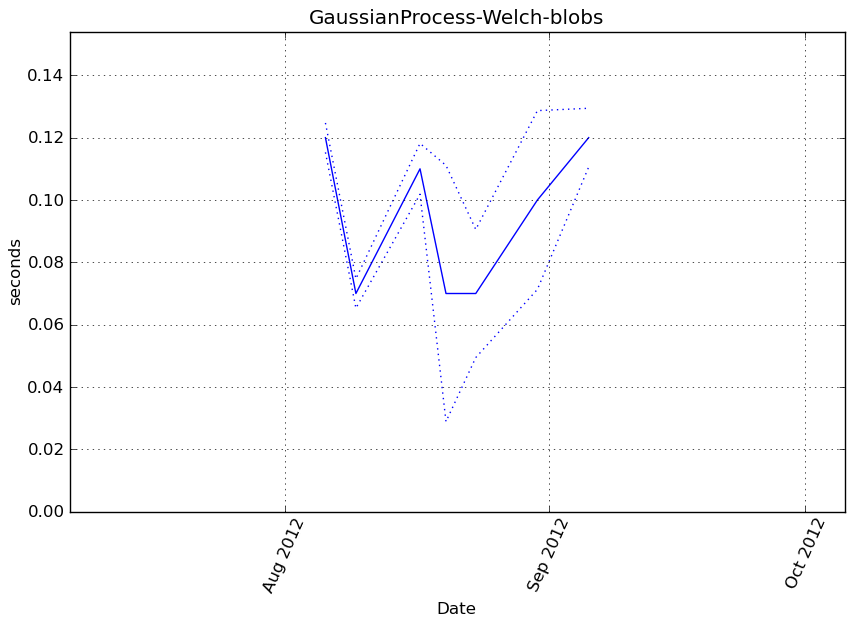 GaussianProcess-Welch-blobs
0.14
0.12
0.10
0.08
0.06
0.04
0.02
0.00
seconds
Aug 2012
Sep 2012
Oct 2012
Date